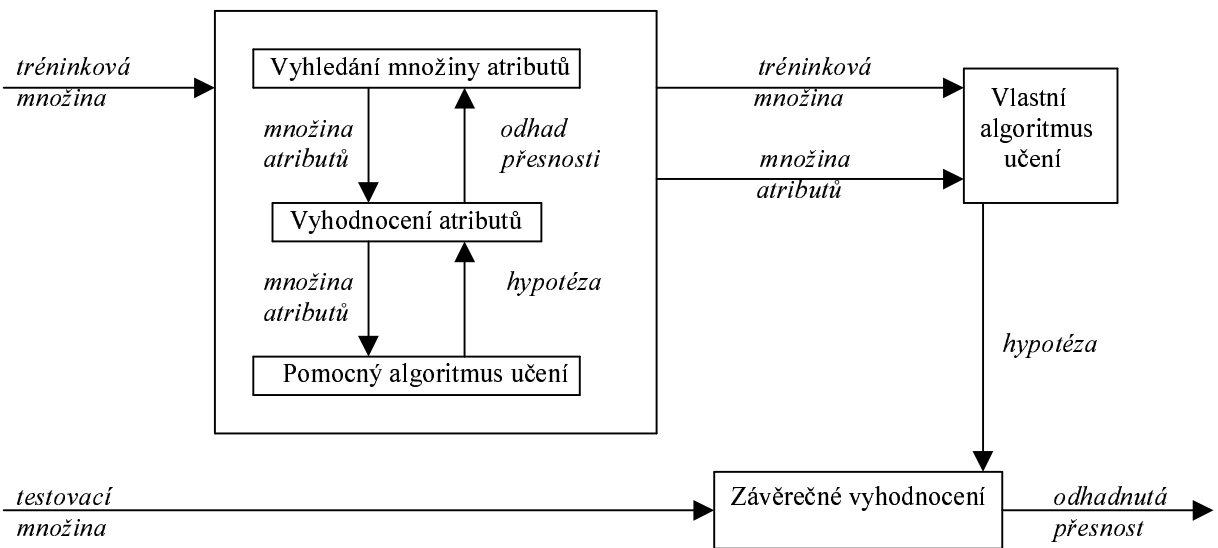 tréninková
množina
Vyhledání množiny atributů
množina
atributů
odhad
přesnosti
Vyhodnocení atributů
množina
atributů
hypotéza
Pomocný algoritmus učení
tréninková
množina
množina
atributů
Vlastní
algoritmus
učení
hypotéza
testovací
množina
Závěrečné vyhodnocení
odhadnutá
přesnost